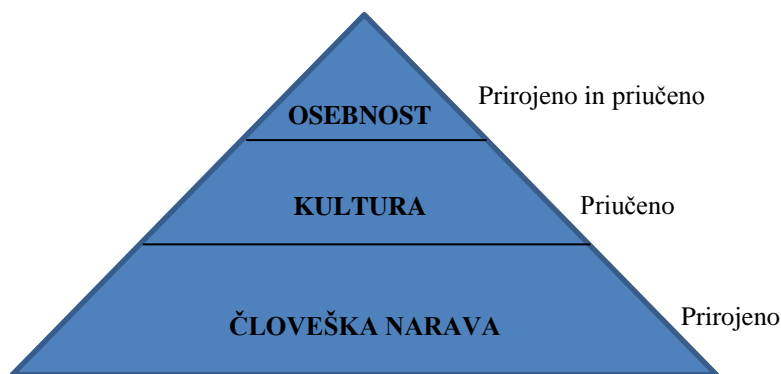 Prirojeno in priučeno
OSEBNOST
KULTURA
Priučeno
ČLOVEŠKA NARAVA
Prirojeno